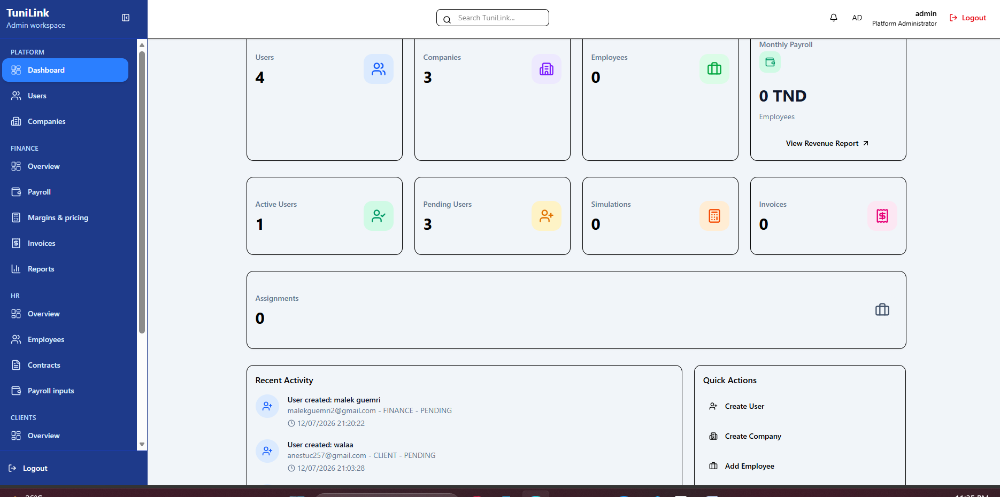 TuniLink
Admin workspace
Search TuniLink...
AD
admin
Platform Administrator
Logout
PLATFORM
Dashboard
Users
Companies
FINANCE
Overview
Payroll
Margins & pricing
Invoices
Reports
HR
Overview
Employees
Contracts
Payroll inputs
CLIENTS
Overview
Logout
Users
4
Companies
3
Employees
0
Monthly Payroll
0 TND
Employees
View Revenue Report
Active Users
1
Pending Users
3
Simulations
0
Invoices
0
Assignments
0
Recent Activity
User created: malek guemri
malekguemri2@gmail.com - FINANCE - PENDING
12/07/2026 21:20:22
User created: walaa
anestuc257@gmail.com - CLIENT - PENDING
12/07/2026 21:03:28
Quick Actions
Create User
Create Company
Add Employee